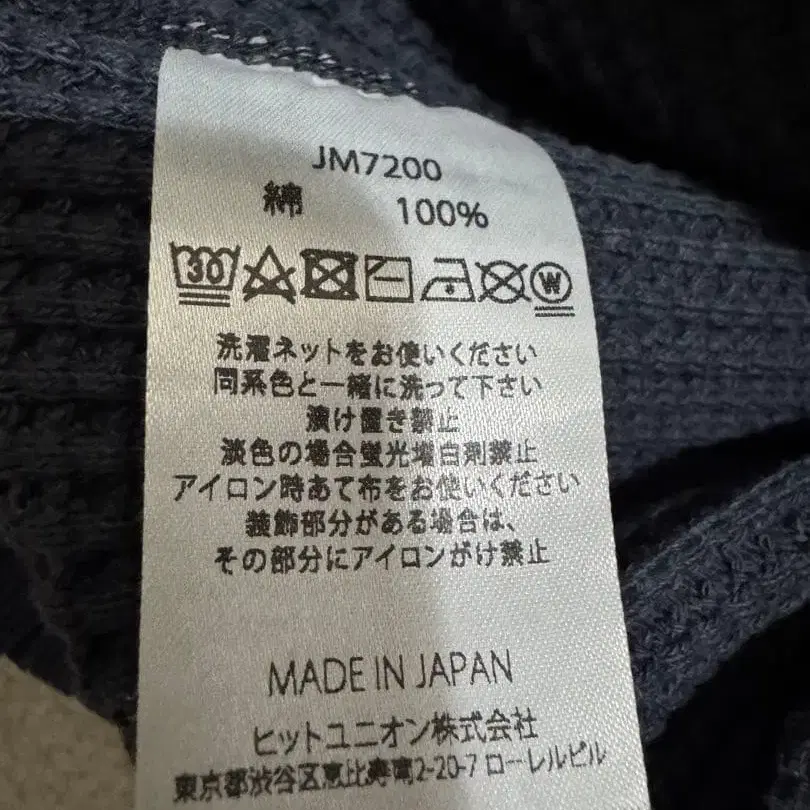 JM7200
綿 100%
30 W
洗濯ネットをお使いください
同系色と一緒に洗って下さい
漬け置き禁止
淡色の場合蛍光増白剤禁止
アイロン時あて布をお使いください
装飾部分がある場合は、
その部分にアイロンがけ禁止
MADE IN JAPAN
ヒットユニオン株式会社
東京都渋谷区恵比寿南2-20-7 ローレルビル